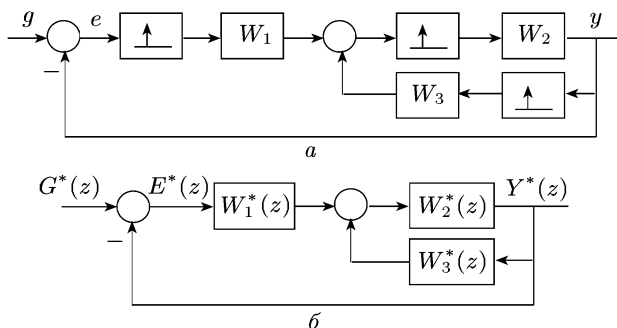 g e W₁ W₂ y
−
W₃
а
G*(z) E*(z) W₁*(z) W₂*(z) Y*(z)
−
W₃*(z)
б